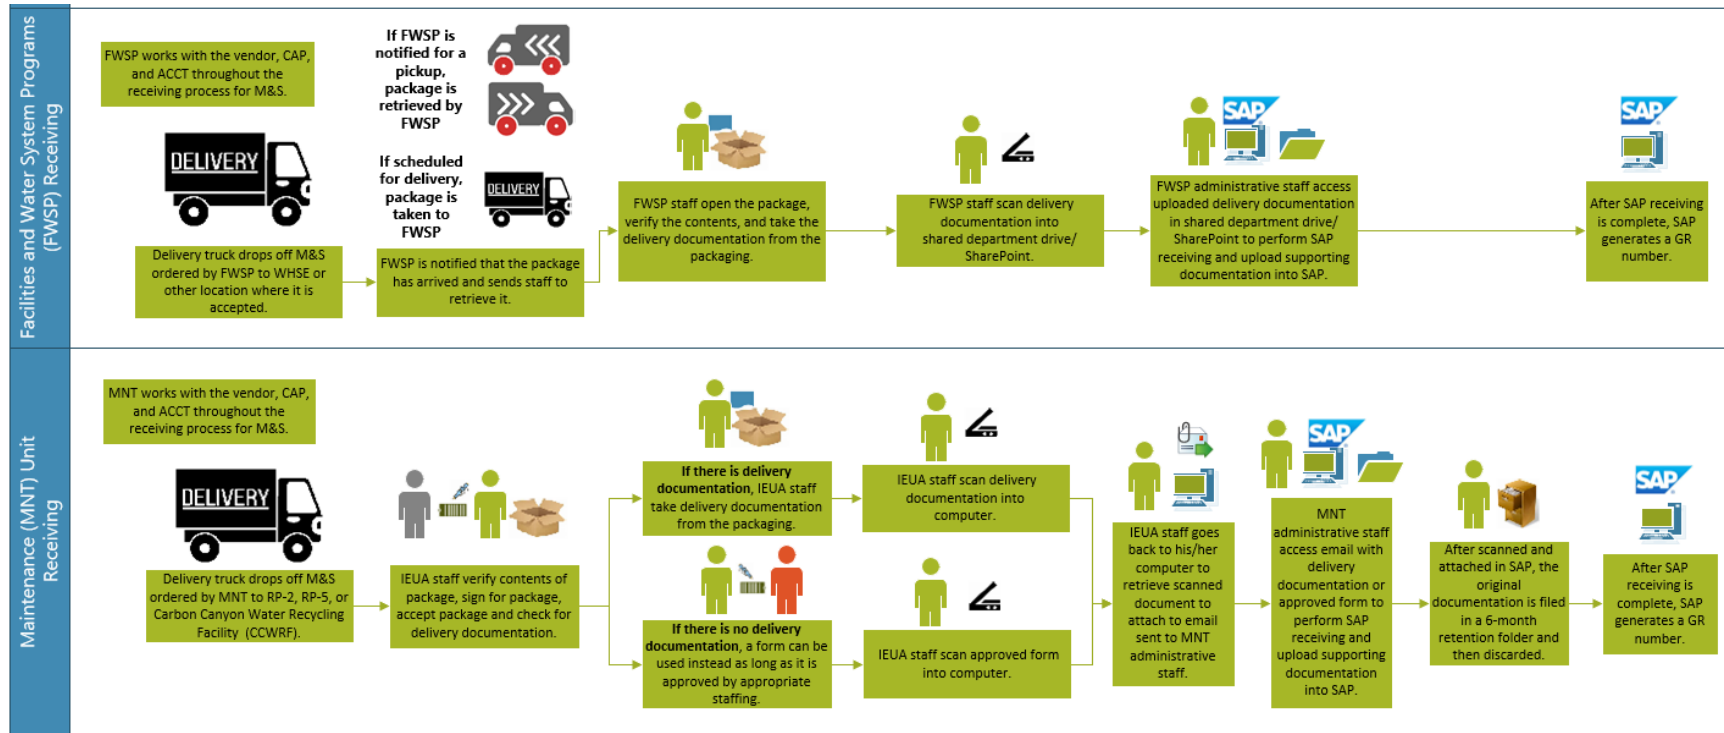 Facilities and Water System Programs
(FWSP) Receiving
FWSP works with the vendor, CAP,
and ACCT throughout the
receiving process for M&S.
DELIVERY
Delivery truck drops off M&S
ordered by FWSP to WHSE or
other location where it is
accepted.
If FWSP is
notified for a
pickup,
package is
retrieved by
FWSP
If scheduled
for delivery,
package is
taken to
FWSP
DELIVERY
FWSP is notified that the package
has arrived and sends staff to
retrieve it.
FWSP staff open the package,
verify the contents, and take the
delivery documentation from the
packaging.
FWSP staff scan delivery
documentation into
shared department drive/
SharePoint.
SAP
FWSP administrative staff access
uploaded delivery documentation
in shared department drive/
SharePoint to perform SAP
receiving and upload supporting
documentation into SAP.
SAP
After SAP receiving
is complete, SAP
generates a GR
number.
Maintenance (MNT) Unit
Receiving
MNT works with the vendor, CAP,
and ACCT throughout the
receiving process for M&S.
DELIVERY
Delivery truck drops off M&S
ordered by MNT to RP-2, RP-5, or
Carbon Canyon Water Recycling
Facility (CCWRF).
IEUA staff verify contents of
package, sign for package,
accept package and check for
delivery documentation.
If there is delivery
documentation, IEUA staff
take delivery documentation
from the packaging.
IEUA staff scan delivery
documentation into
computer.
If there is no delivery
documentation, a form can be
used instead as long as it is
approved by appropriate
staffing.
IEUA staff scan approved form
into computer.
IEUA staff goes
back to his/her
computer to
retrieve scanned
document to
attach to email
sent to MNT
administrative
staff.
SAP
MNT
administrative staff
access email with
delivery
documentation or
approved form to
perform SAP
receiving and
upload supporting
documentation
into SAP.
After scanned and
attached in SAP, the
original
documentation is filed
in a 6-month
retention folder and
then discarded.
SAP
After SAP
receiving is
complete, SAP
generates a GR
number.